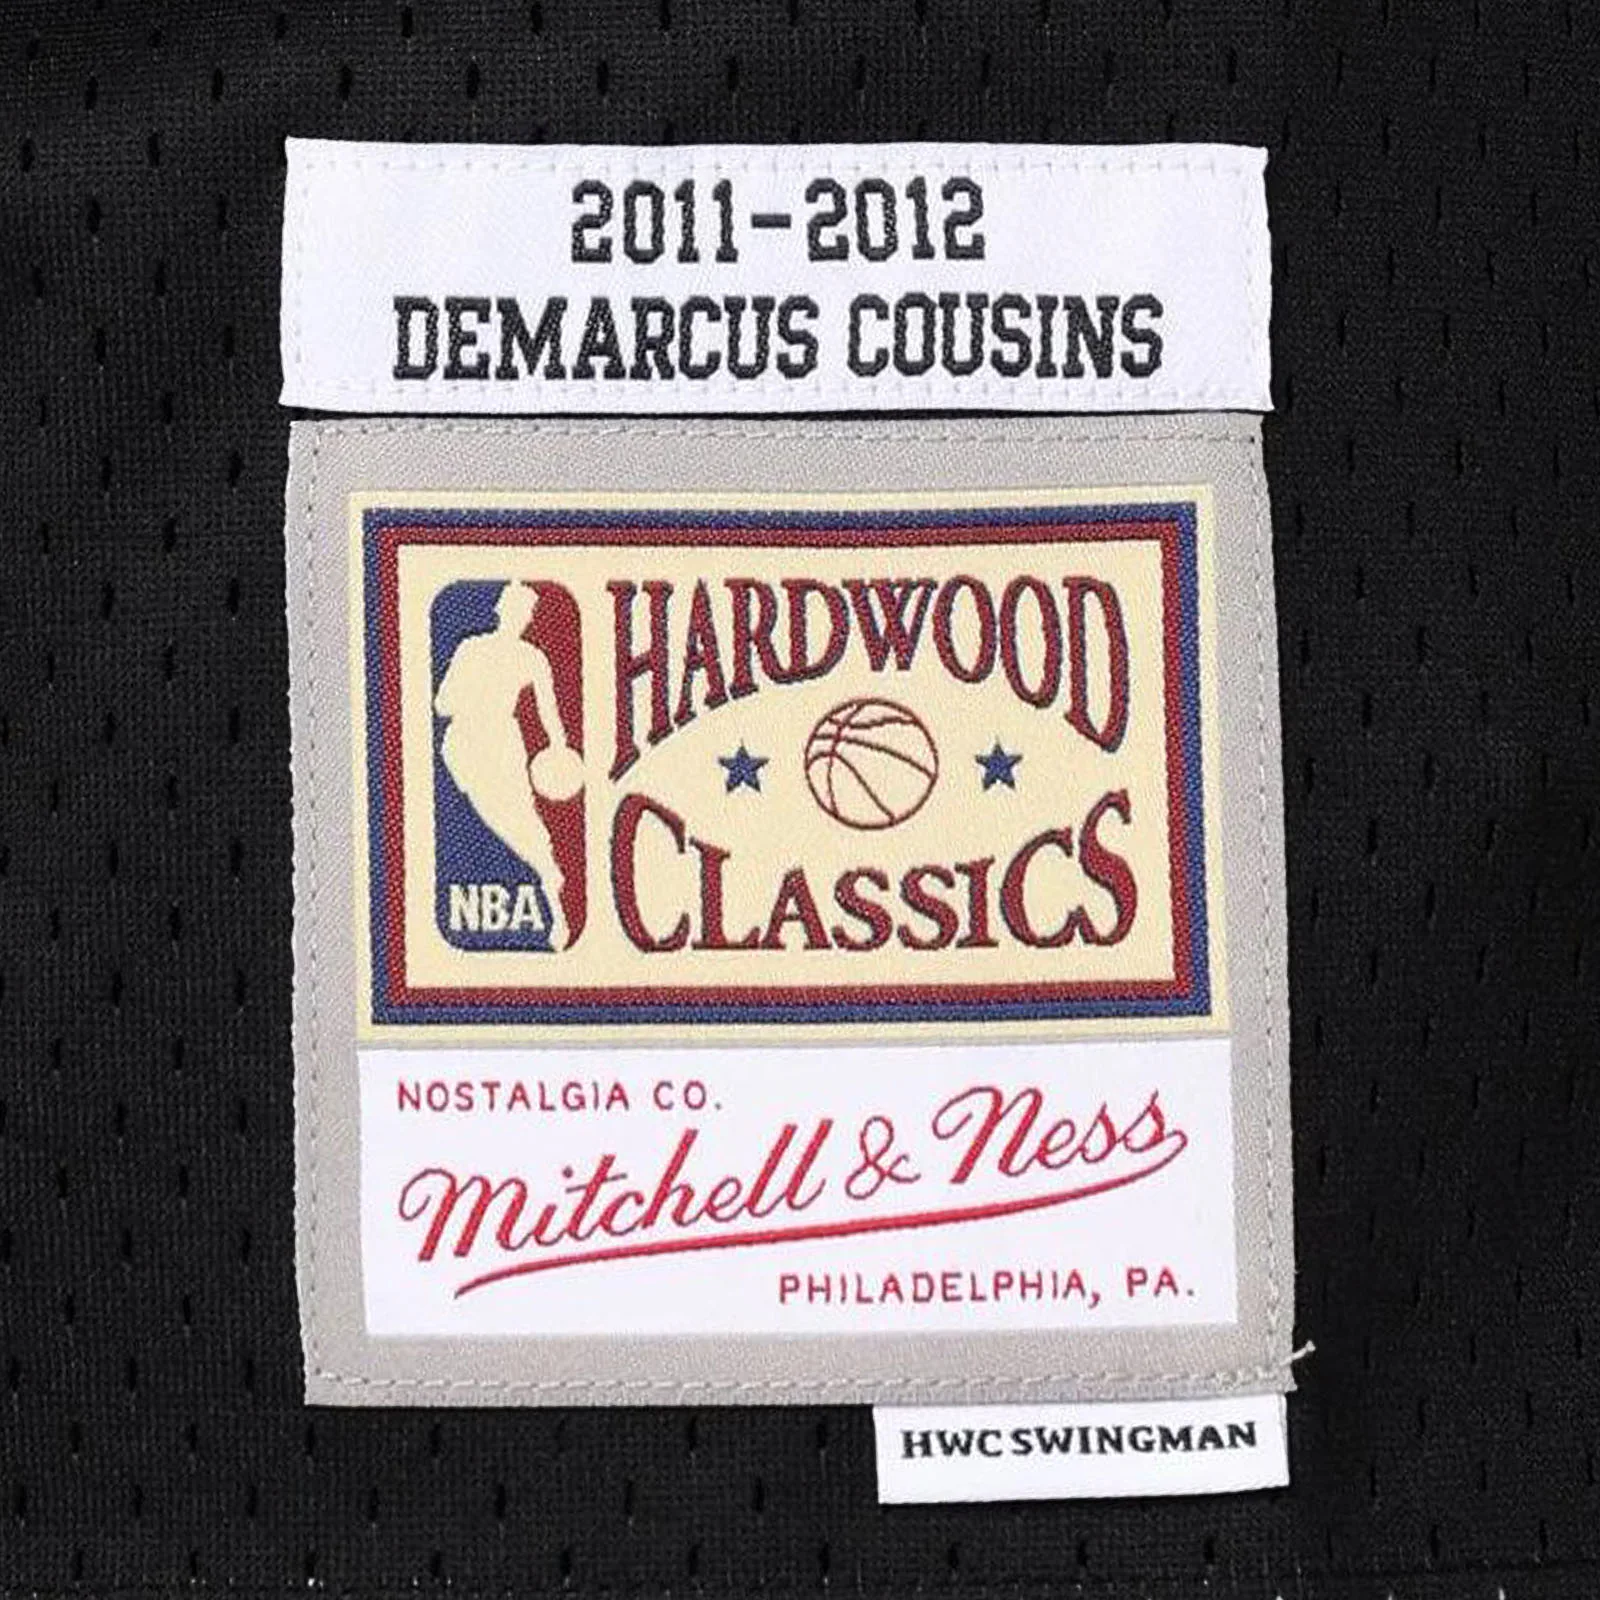 2011-2012
DEMARCUS COUSINS
HARDWOOD
CLASSICS
NBA
NOSTALGIA CO.
Mitchell & Ness
PHILADELPHIA, PA.
HWC SWINGMAN